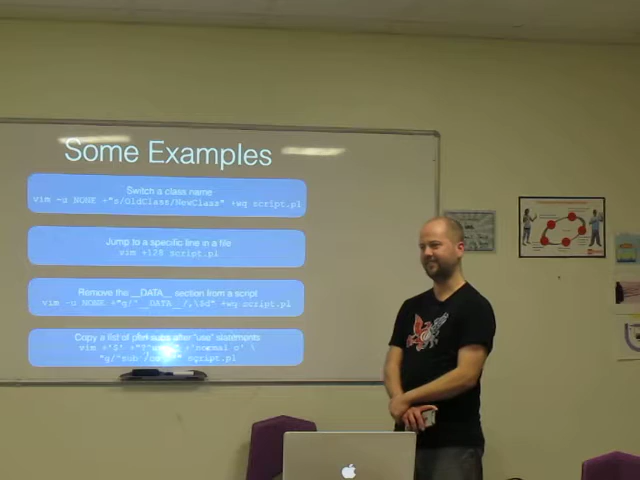 Some Examples
Switch a class name
vim -u NONE +"s/OldClass/NewClass" +wq script.pl
Jump to a specific line in a file
vim +128 script.pl
Remove the __DATA__ section from a script
vim -u NONE +"g/^__DATA__/,$d" +wq script.pl
Copy a list of perl subs after "use" statements
"g/^sub script.pl